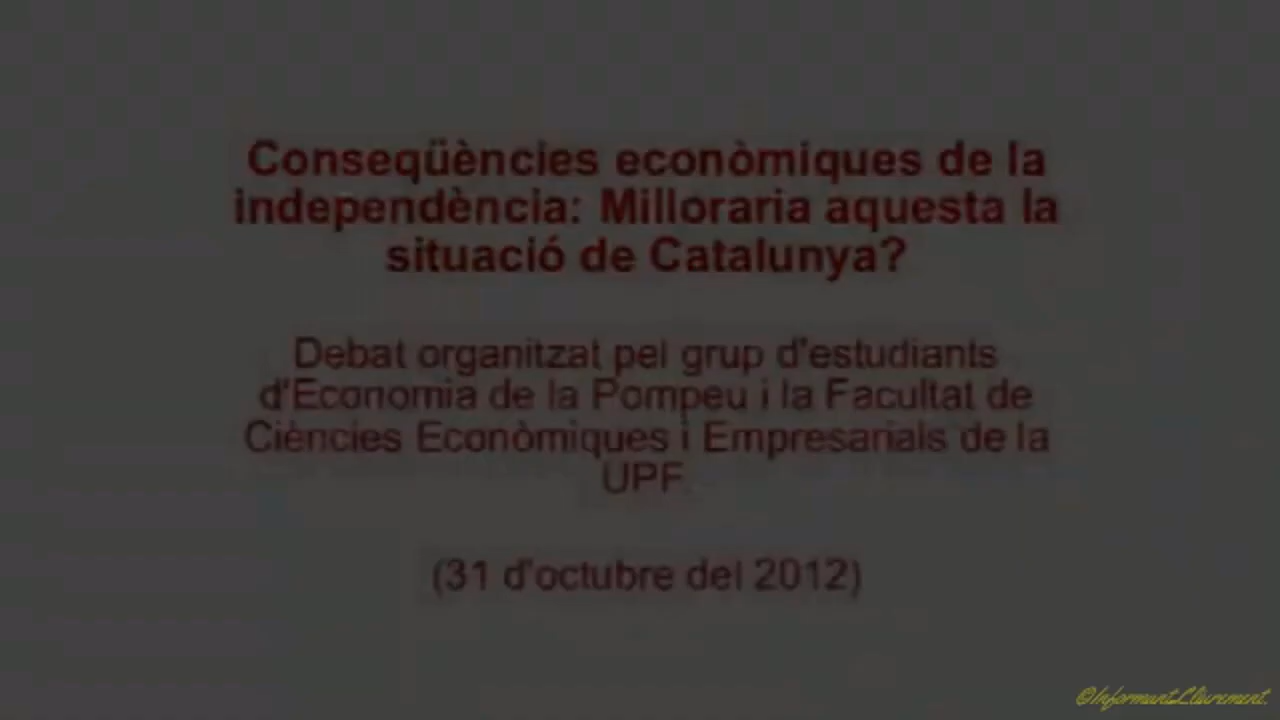 Conseqüències econòmiques de la
independència: Milloraria aquesta la
situació de Catalunya?
Debat organitzat pel grup d'estudiants
d'Economia de la Pompeu i la Facultat de
Ciències Econòmiques i Empresarials de la
UPF.
(31 d'octubre del 2012)
@InformantLliurement.